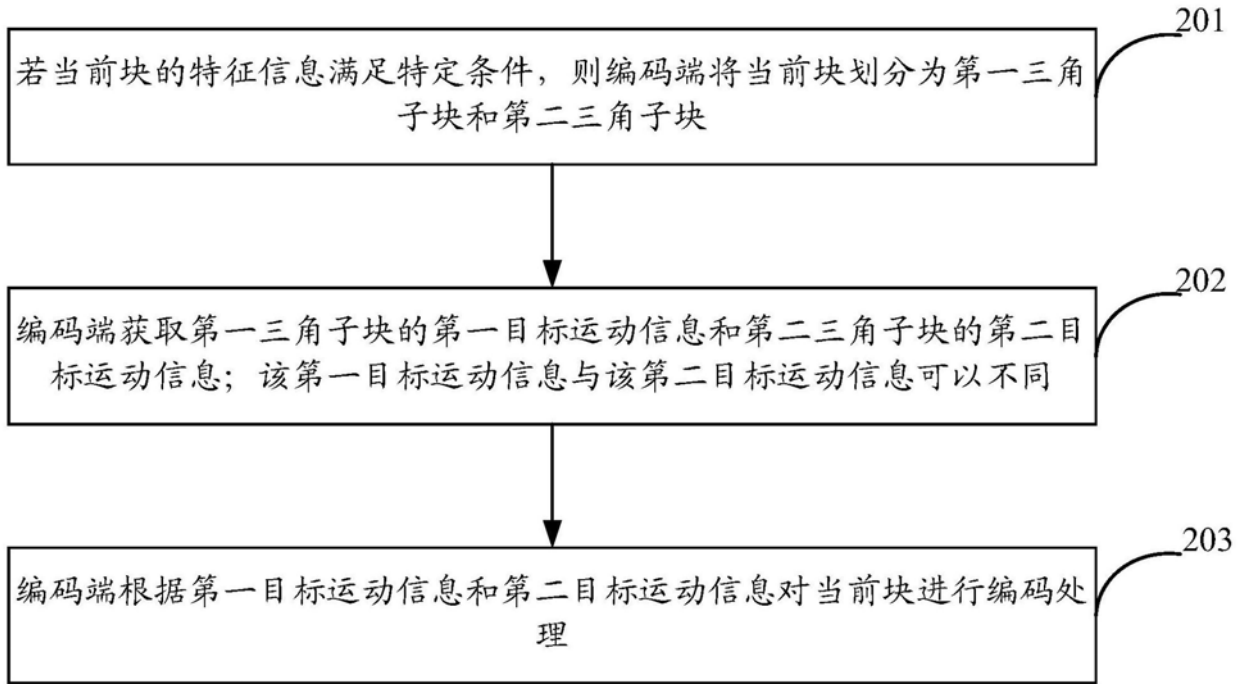 201
若当前块的特征信息满足特定条件，则编码端将当前块划分为第一三角
子块和第二三角子块
202
编码端获取第一三角子块的第一目标运动信息和第二三角子块的第二目
标运动信息；该第一目标运动信息与该第二目标运动信息可以不同
203
编码端根据第一目标运动信息和第二目标运动信息对当前块进行编码处
理